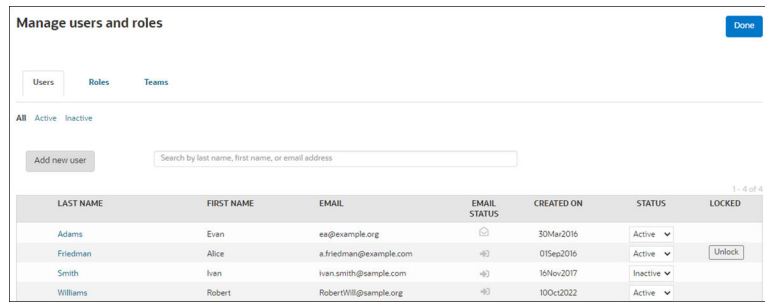 Manage users and roles
Done
Users Roles Teams
All Active Inactive
Add new user
Search by last name, first name, or email address
1 - 4 of 4
LAST NAME FIRST NAME EMAIL EMAIL STATUS CREATED ON STATUS LOCKED
Adams Evan ea@example.org 30Mar2016 Active
Friedman Alice a.friedman@example.com 01Sep2016 Active Unlock
Smith Ivan ivan.smith@sample.com 16Nov2017 Inactive
Williams Robert RobertWill@sample.org 10Oct2022 Active